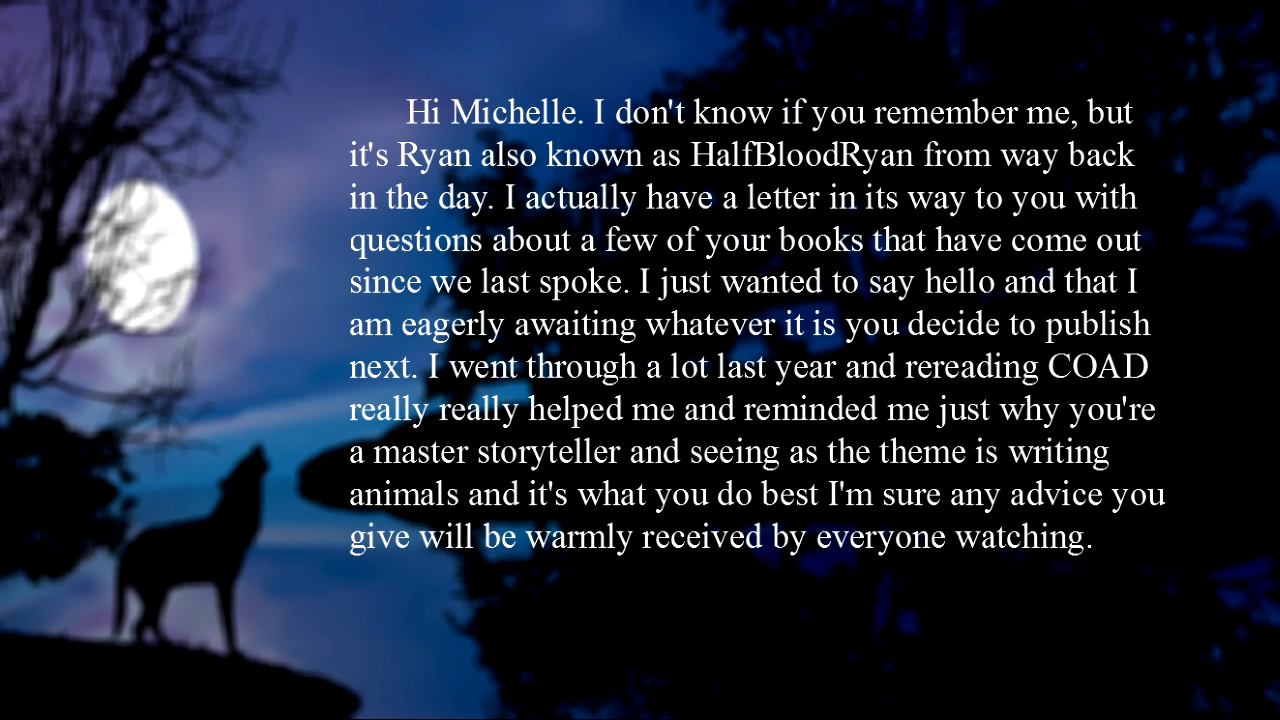 Hi Michelle. I don't know if you remember me, but
it's Ryan also known as HalfBloodRyan from way back
in the day. I actually have a letter in its way to you with
questions about a few of your books that have come out
since we last spoke. I just wanted to say hello and that I
am eagerly awaiting whatever it is you decide to publish
next. I went through a lot last year and rereading COAD
really really helped me and reminded me just why you're
a master storyteller and seeing as the theme is writing
animals and it's what you do best I'm sure any advice you
give will be warmly received by everyone watching.